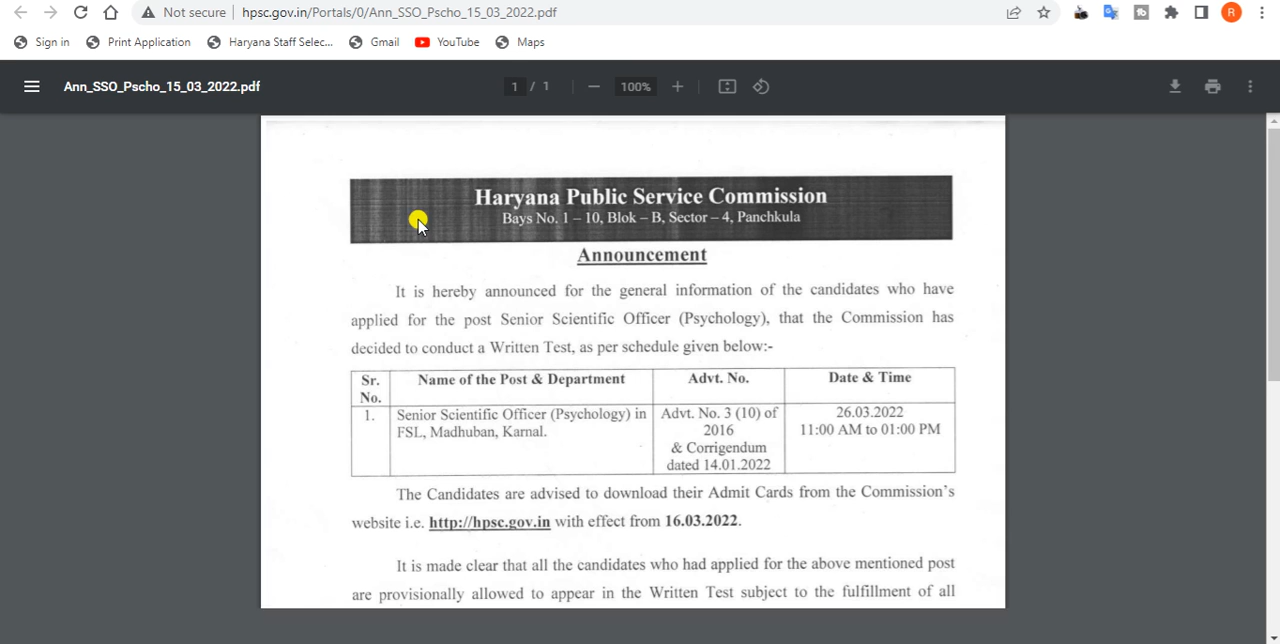 Not secure | hpsc.gov.in/Portals/0/Ann_SSO_Pscho_15_03_2022.pdf
R
Sign in Print Application Haryana Staff Selec... Gmail YouTube Maps
Ann_SSO_Pscho_15_03_2022.pdf 1 / 1 100%
Haryana Public Service Commission
Bays No. 1 – 10, Blok – B, Sector – 4, Panchkula
Announcement
It is hereby announced for the general information of the candidates who have
applied for the post Senior Scientific Officer (Psychology), that the Commission has
decided to conduct a Written Test, as per schedule given below:-
Sr. No. Name of the Post & Department Advt. No. Date & Time
1. Senior Scientific Officer (Psychology) in Advt. No. 3 (10) of 26.03.2022
FSL, Madhuban, Karnal. 2016 11:00 AM to 01:00 PM
& Corrigendum
dated 14.01.2022
The Candidates are advised to download their Admit Cards from the Commission's
website i.e. http://hpsc.gov.in with effect from 16.03.2022.
It is made clear that all the candidates who had applied for the above mentioned post
are provisionally allowed to appear in the Written Test subject to the fulfillment of all